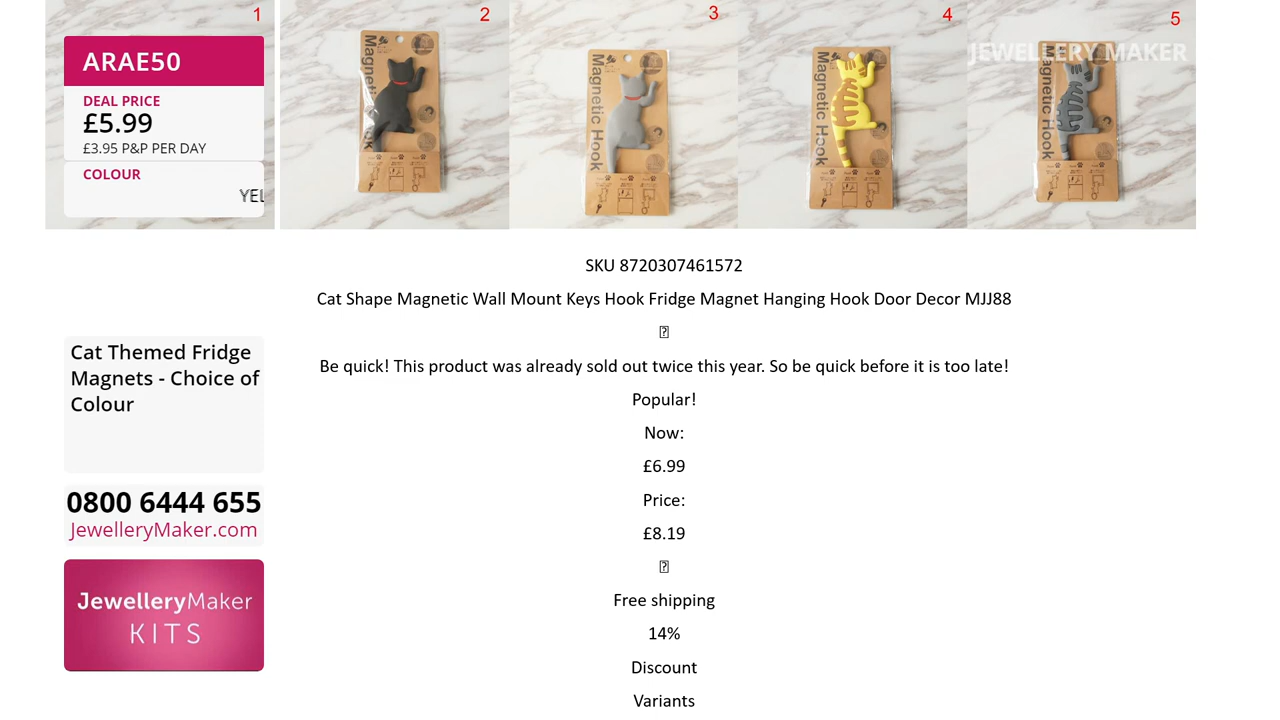 1
2
3
4
5
ARAE50
DEAL PRICE
£5.99
£3.95 P&P PER DAY
COLOUR
YEL
Magnetic Hook
Magnetic Hook
Magnetic Hook
Magnetic Hook
JEWELLERY MAKER
SKU 8720307461572
Cat Shape Magnetic Wall Mount Keys Hook Fridge Magnet Hanging Hook Door Decor MJJ88
Be quick! This product was already sold out twice this year. So be quick before it is too late!
Popular!
Now:
£6.99
Price:
£8.19
Free shipping
14%
Discount
Variants
Cat Themed Fridge
Magnets - Choice of
Colour
0800 6444 655
JewelleryMaker.com
JewelleryMaker
KITS